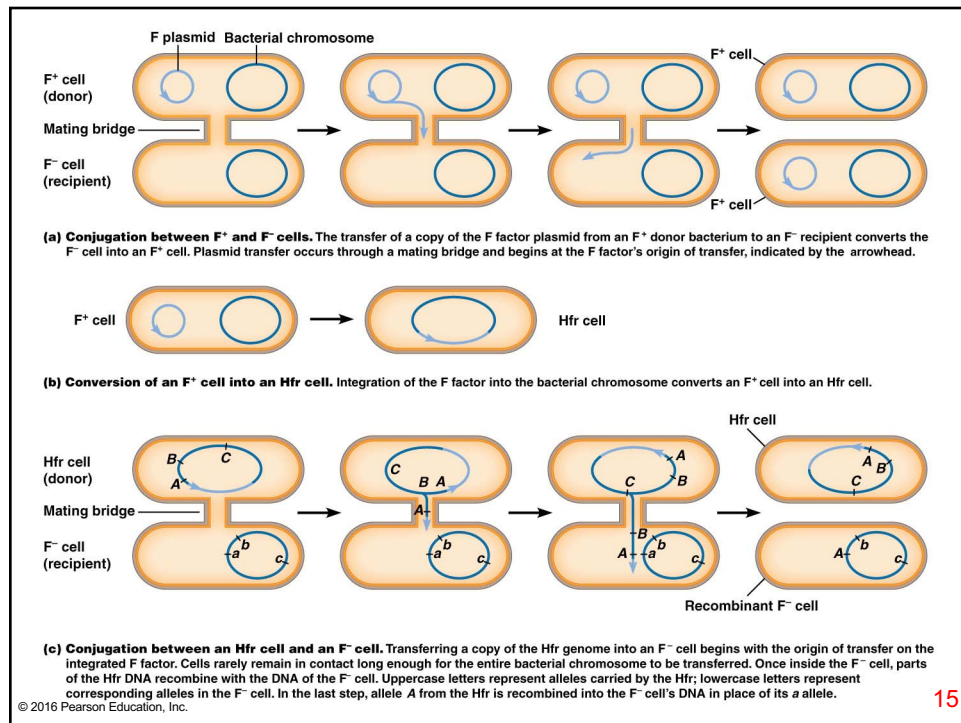 F plasmid Bacterial chromosome
F⁺ cell
F⁺ cell
(donor)
Mating bridge
F⁻ cell
(recipient)
F⁺ cell
(a) Conjugation between F⁺ and F⁻ cells. The transfer of a copy of the F factor plasmid from an F⁺ donor bacterium to an F⁻ recipient converts the
F⁻ cell into an F⁺ cell. Plasmid transfer occurs through a mating bridge and begins at the F factor's origin of transfer, indicated by the arrowhead.
F⁺ cell
Hfr cell
(b) Conversion of an F⁺ cell into an Hfr cell. Integration of the F factor into the bacterial chromosome converts an F⁺ cell into an Hfr cell.
Hfr cell
Hfr cell
(donor)
B C A
C B A
A C B
A B C
Mating bridge
A
B
F⁻ cell
(recipient)
b a c
b a c
A b a c
A b c
Recombinant F⁻ cell
(c) Conjugation between an Hfr cell and an F⁻ cell. Transferring a copy of the Hfr genome into an F⁻ cell begins with the origin of transfer on the
integrated F factor. Cells rarely remain in contact long enough for the entire bacterial chromosome to be transferred. Once inside the F⁻ cell, parts
of the Hfr DNA recombine with the DNA of the F⁻ cell. Uppercase letters represent alleles carried by the Hfr; lowercase letters represent
corresponding alleles in the F⁻ cell. In the last step, allele A from the Hfr is recombined into the F⁻ cell's DNA in place of its a allele.
© 2016 Pearson Education, Inc.
15